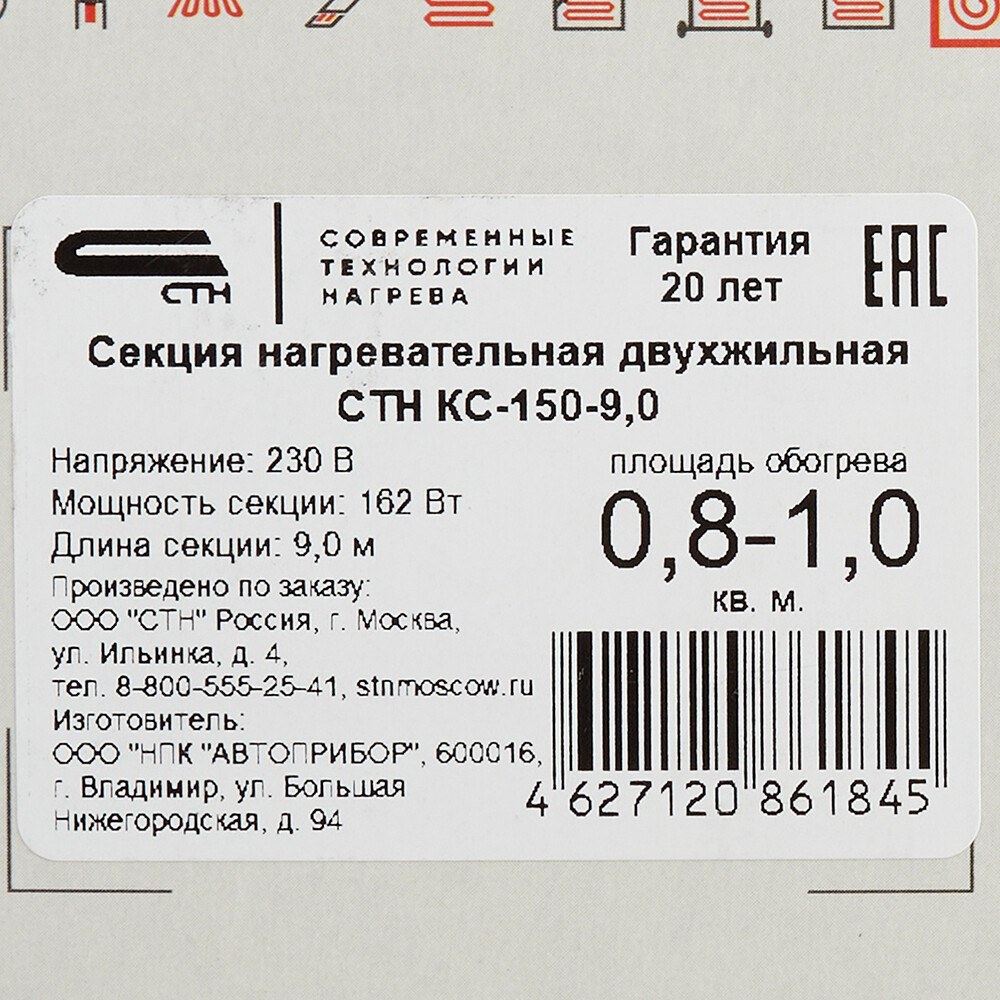 СТН
СОВРЕМЕННЫЕ
ТЕХНОЛОГИИ
НАГРЕВА
Гарантия
20 лет
ЕАС
Секция нагревательная двухжильная
СТН КС-150-9,0
Напряжение: 230 В
Мощность секции: 162 Вт
Длина секции: 9,0 м
Произведено по заказу:
ООО "СТН" Россия, г. Москва,
ул. Ильинка, д. 4,
тел. 8-800-555-25-41, stnmoscow.ru
Изготовитель:
ООО "НПК "АВТОПРИБОР", 600016,
г. Владимир, ул. Большая
Нижегородская, д. 94
площадь обогрева
0,8-1,0
кв. м.
4 627120 861845